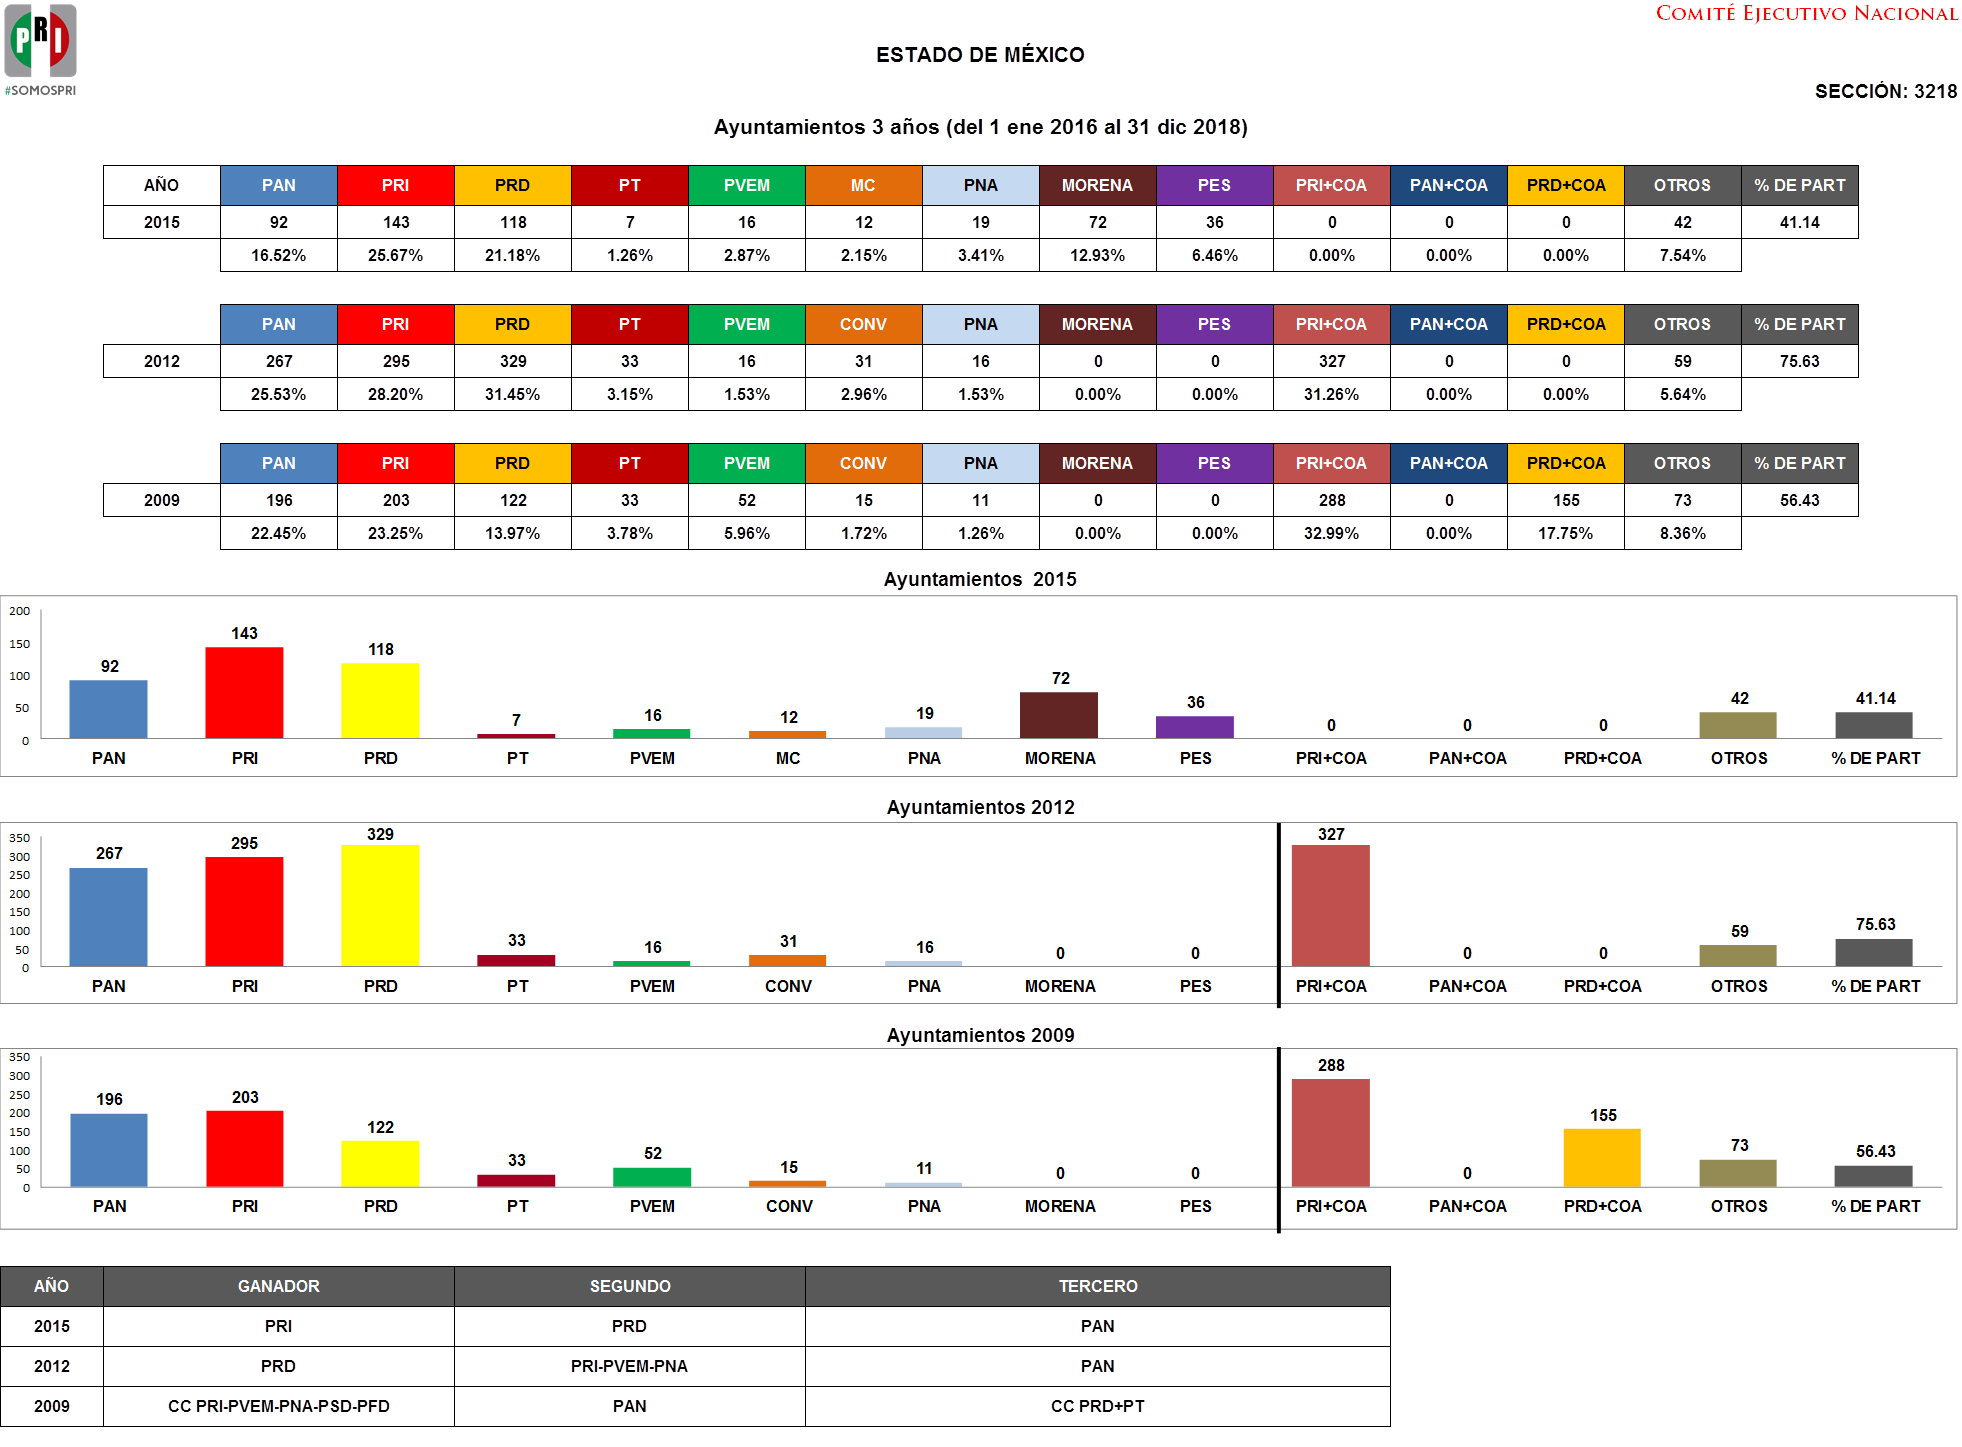 PRI
#SOMOSPRI
COMITÉ EJECUTIVO NACIONAL
ESTADO DE MÉXICO
SECCIÓN: 3218
Ayuntamientos 3 años (del 1 ene 2016 al 31 dic 2018)
AÑO PAN PRI PRD PT PVEM MC PNA MORENA PES PRI+COA PAN+COA PRD+COA OTROS % DE PART
2015 92 143 118 7 16 12 19 72 36 0 0 0 42 41.14
16.52% 25.67% 21.18% 1.26% 2.87% 2.15% 3.41% 12.93% 6.46% 0.00% 0.00% 0.00% 7.54%
PAN PRI PRD PT PVEM CONV PNA MORENA PES PRI+COA PAN+COA PRD+COA OTROS % DE PART
2012 267 295 329 33 16 31 16 0 0 327 0 0 59 75.63
25.53% 28.20% 31.45% 3.15% 1.53% 2.96% 1.53% 0.00% 0.00% 31.26% 0.00% 0.00% 5.64%
PAN PRI PRD PT PVEM CONV PNA MORENA PES PRI+COA PAN+COA PRD+COA OTROS % DE PART
2009 196 203 122 33 52 15 11 0 0 288 0 155 73 56.43
22.45% 23.25% 13.97% 3.78% 5.96% 1.72% 1.26% 0.00% 0.00% 32.99% 0.00% 17.75% 8.36%
Ayuntamientos 2015
200
150
100
50
0
92 143 118 7 16 12 19 72 36 0 0 0 42 41.14
PAN PRI PRD PT PVEM MC PNA MORENA PES PRI+COA PAN+COA PRD+COA OTROS % DE PART
Ayuntamientos 2012
350
300
250
200
150
100
50
0
267 295 329 33 16 31 16 0 0 327 0 0 59 75.63
PAN PRI PRD PT PVEM CONV PNA MORENA PES PRI+COA PAN+COA PRD+COA OTROS % DE PART
Ayuntamientos 2009
350
300
250
200
150
100
50
0
196 203 122 33 52 15 11 0 0 288 0 155 73 56.43
PAN PRI PRD PT PVEM CONV PNA MORENA PES PRI+COA PAN+COA PRD+COA OTROS % DE PART
AÑO GANADOR SEGUNDO TERCERO
2015 PRI PRD PAN
2012 PRD PRI-PVEM-PNA PAN
2009 CC PRI-PVEM-PNA-PSD-PFD PAN CC PRD+PT